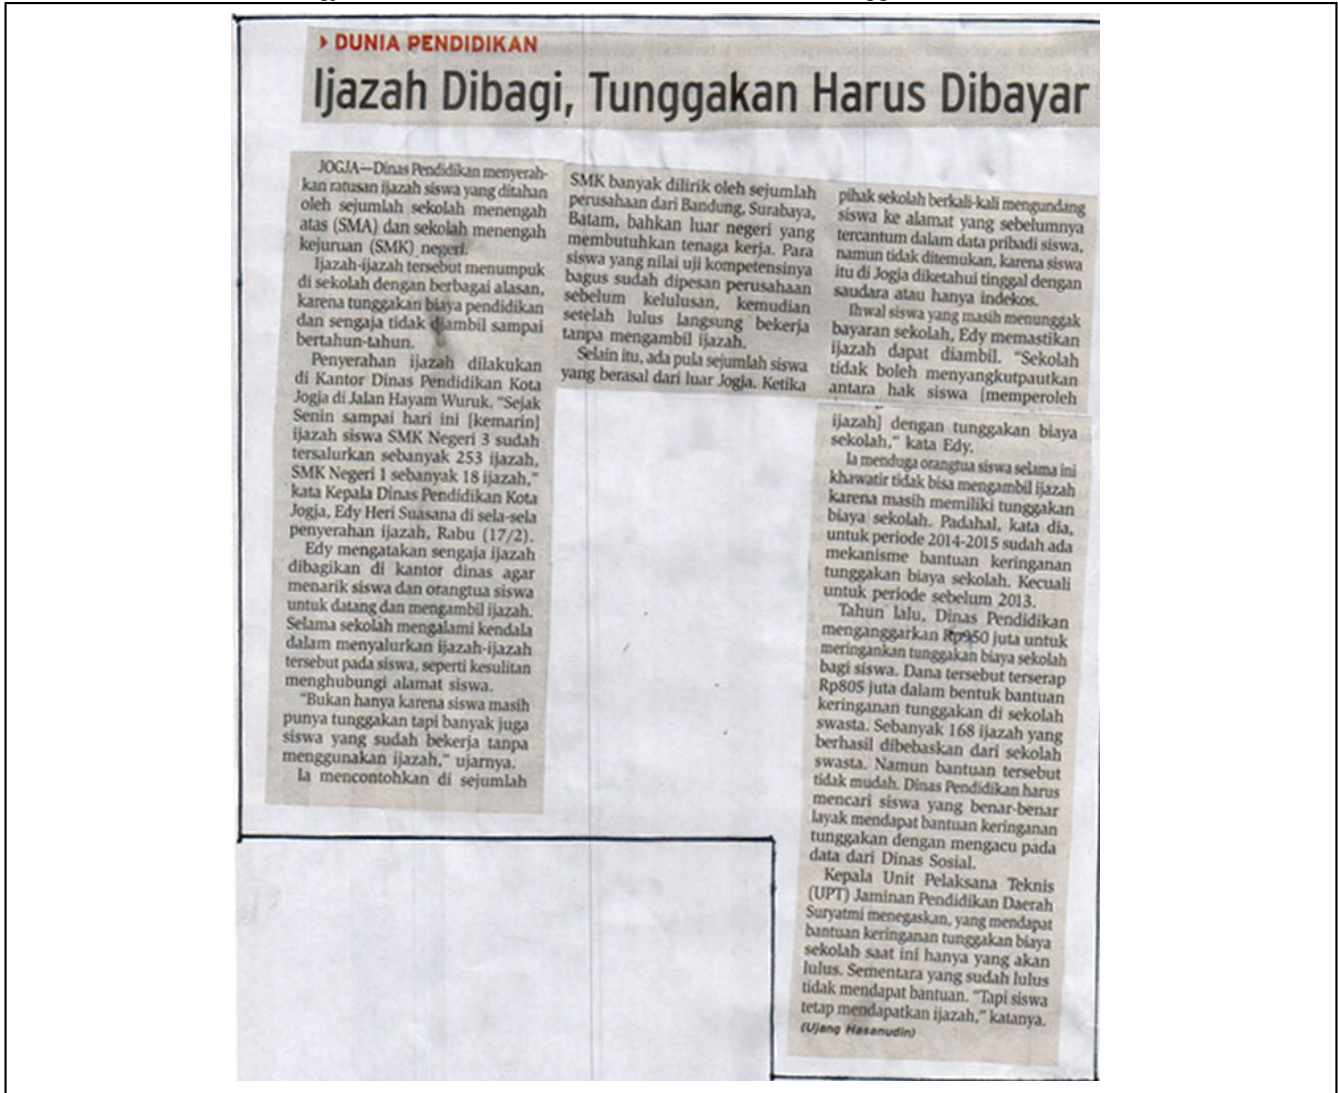 DUNIA PENDIDIKAN
Ijazah Dibagi, Tunggakan Harus Dibayar
JOGJA—Dinas Pendidikan menyerah-
kan ratusan ijazah siswa yang ditahan
oleh sejumlah sekolah menengah
atas (SMA) dan sekolah menengah
kejuruan (SMK) negeri.
Ijazah-ijazah tersebut menumpuk
di sekolah dengan berbagai alasan,
karena tunggakan biaya pendidikan
dan sengaja tidak diambil sampai
bertahun-tahun.
Penyerahan ijazah dilakukan
di Kantor Dinas Pendidikan Kota
Jogja di Jalan Hayam Wuruk. “Sejak
Senin sampai hari ini [kemarin]
ijazah siswa SMK Negeri 3 sudah
tersalurkan sebanyak 253 ijazah,
SMK Negeri 1 sebanyak 18 ijazah,”
kata Kepala Dinas Pendidikan Kota
Jogja, Edy Heri Suasana di sela-sela
penyerahan ijazah, Rabu (17/2).
Edy mengatakan sengaja ijazah
dibagikan di kantor dinas agar
menarik siswa dan orangtua siswa
untuk datang dan mengambil ijazah.
Selama sekolah mengalami kendala
dalam menyalurkan ijazah-ijazah
tersebut pada siswa, seperti kesulitan
menghubungi alamat siswa.
“Bukan hanya karena siswa masih
punya tunggakan tapi banyak juga
siswa yang sudah bekerja tanpa
menggunakan ijazah,” ujarnya.
Ia mencontohkan di sejumlah
SMK banyak dilirik oleh sejumlah
perusahaan dari Bandung, Surabaya,
Batam, bahkan luar negeri yang
membutuhkan tenaga kerja. Para
siswa yang nilai uji kompetensinya
bagus sudah dipesan perusahaan
sebelum kelulusan, kemudian
setelah lulus langsung bekerja
tanpa mengambil ijazah.
Selain itu, ada pula sejumlah siswa
yang berasal dari luar Jogja. Ketika
pihak sekolah berkali-kali mengundang
siswa ke alamat yang sebelumnya
tercantum dalam data pribadi siswa,
namun tidak ditemukan, karena siswa
itu di Jogja diketahui tinggal dengan
saudara atau hanya indekos.
Ihwal siswa yang masih menunggak
bayaran sekolah, Edy memastikan
ijazah dapat diambil. “Sekolah
tidak boleh menyangkutpautkan
antara hak siswa [memperoleh
ijazah] dengan tunggakan biaya
sekolah,” kata Edy.
Ia menduga orangtua siswa selama ini
khawatir tidak bisa mengambil ijazah
karena masih memiliki tunggakan
biaya sekolah. Padahal, kata dia,
untuk periode 2014-2015 sudah ada
mekanisme bantuan keringanan
tunggakan biaya sekolah. Kecuali
untuk periode sebelum 2013.
Tahun lalu, Dinas Pendidikan
menganggarkan Rp950 juta untuk
meringankan tunggakan biaya sekolah
bagi siswa. Dana tersebut terserap
Rp805 juta dalam bentuk bantuan
keringanan tunggakan di sekolah
swasta. Sebanyak 168 ijazah yang
berhasil dibebaskan dari sekolah
swasta. Namun bantuan tersebut
tidak mudah. Dinas Pendidikan harus
mencari siswa yang benar-benar
layak mendapat bantuan keringanan
tunggakan dengan mengacu pada
data dari Dinas Sosial.
Kepala Unit Pelaksana Teknis
(UPT) Jaminan Pendidikan Daerah
Suryatmi menegaskan, yang mendapat
bantuan keringanan tunggakan biaya
sekolah saat ini hanya yang akan
lulus. Sementara yang sudah lulus
tidak mendapat bantuan. “Tapi siswa
tetap mendapatkan ijazah,” katanya.
(Ujang Hasanudin)